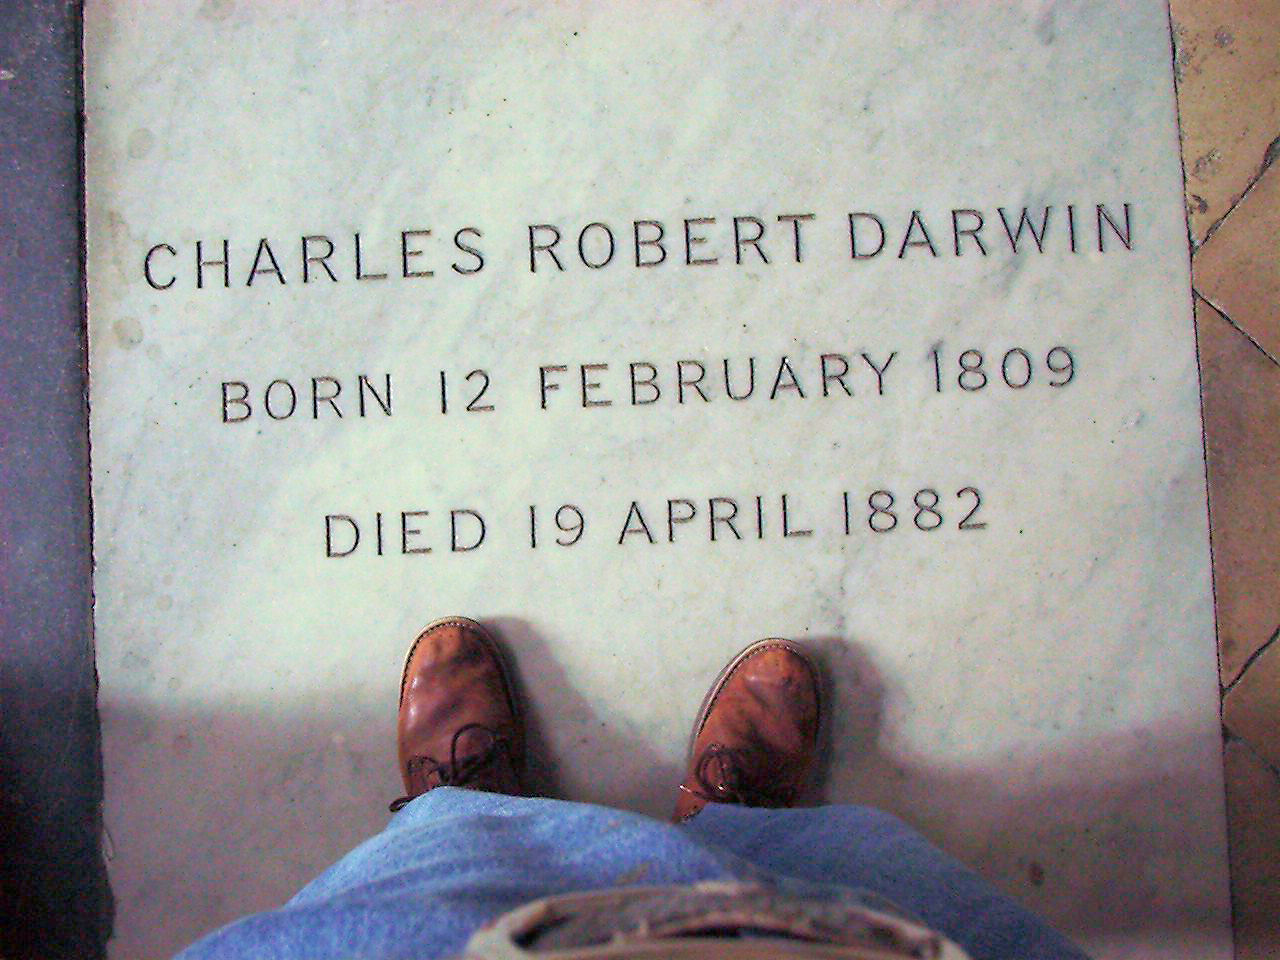 CHARLES ROBERT DARWIN
BORN 12 FEBRUARY 1809
DIED 19 APRIL 1882